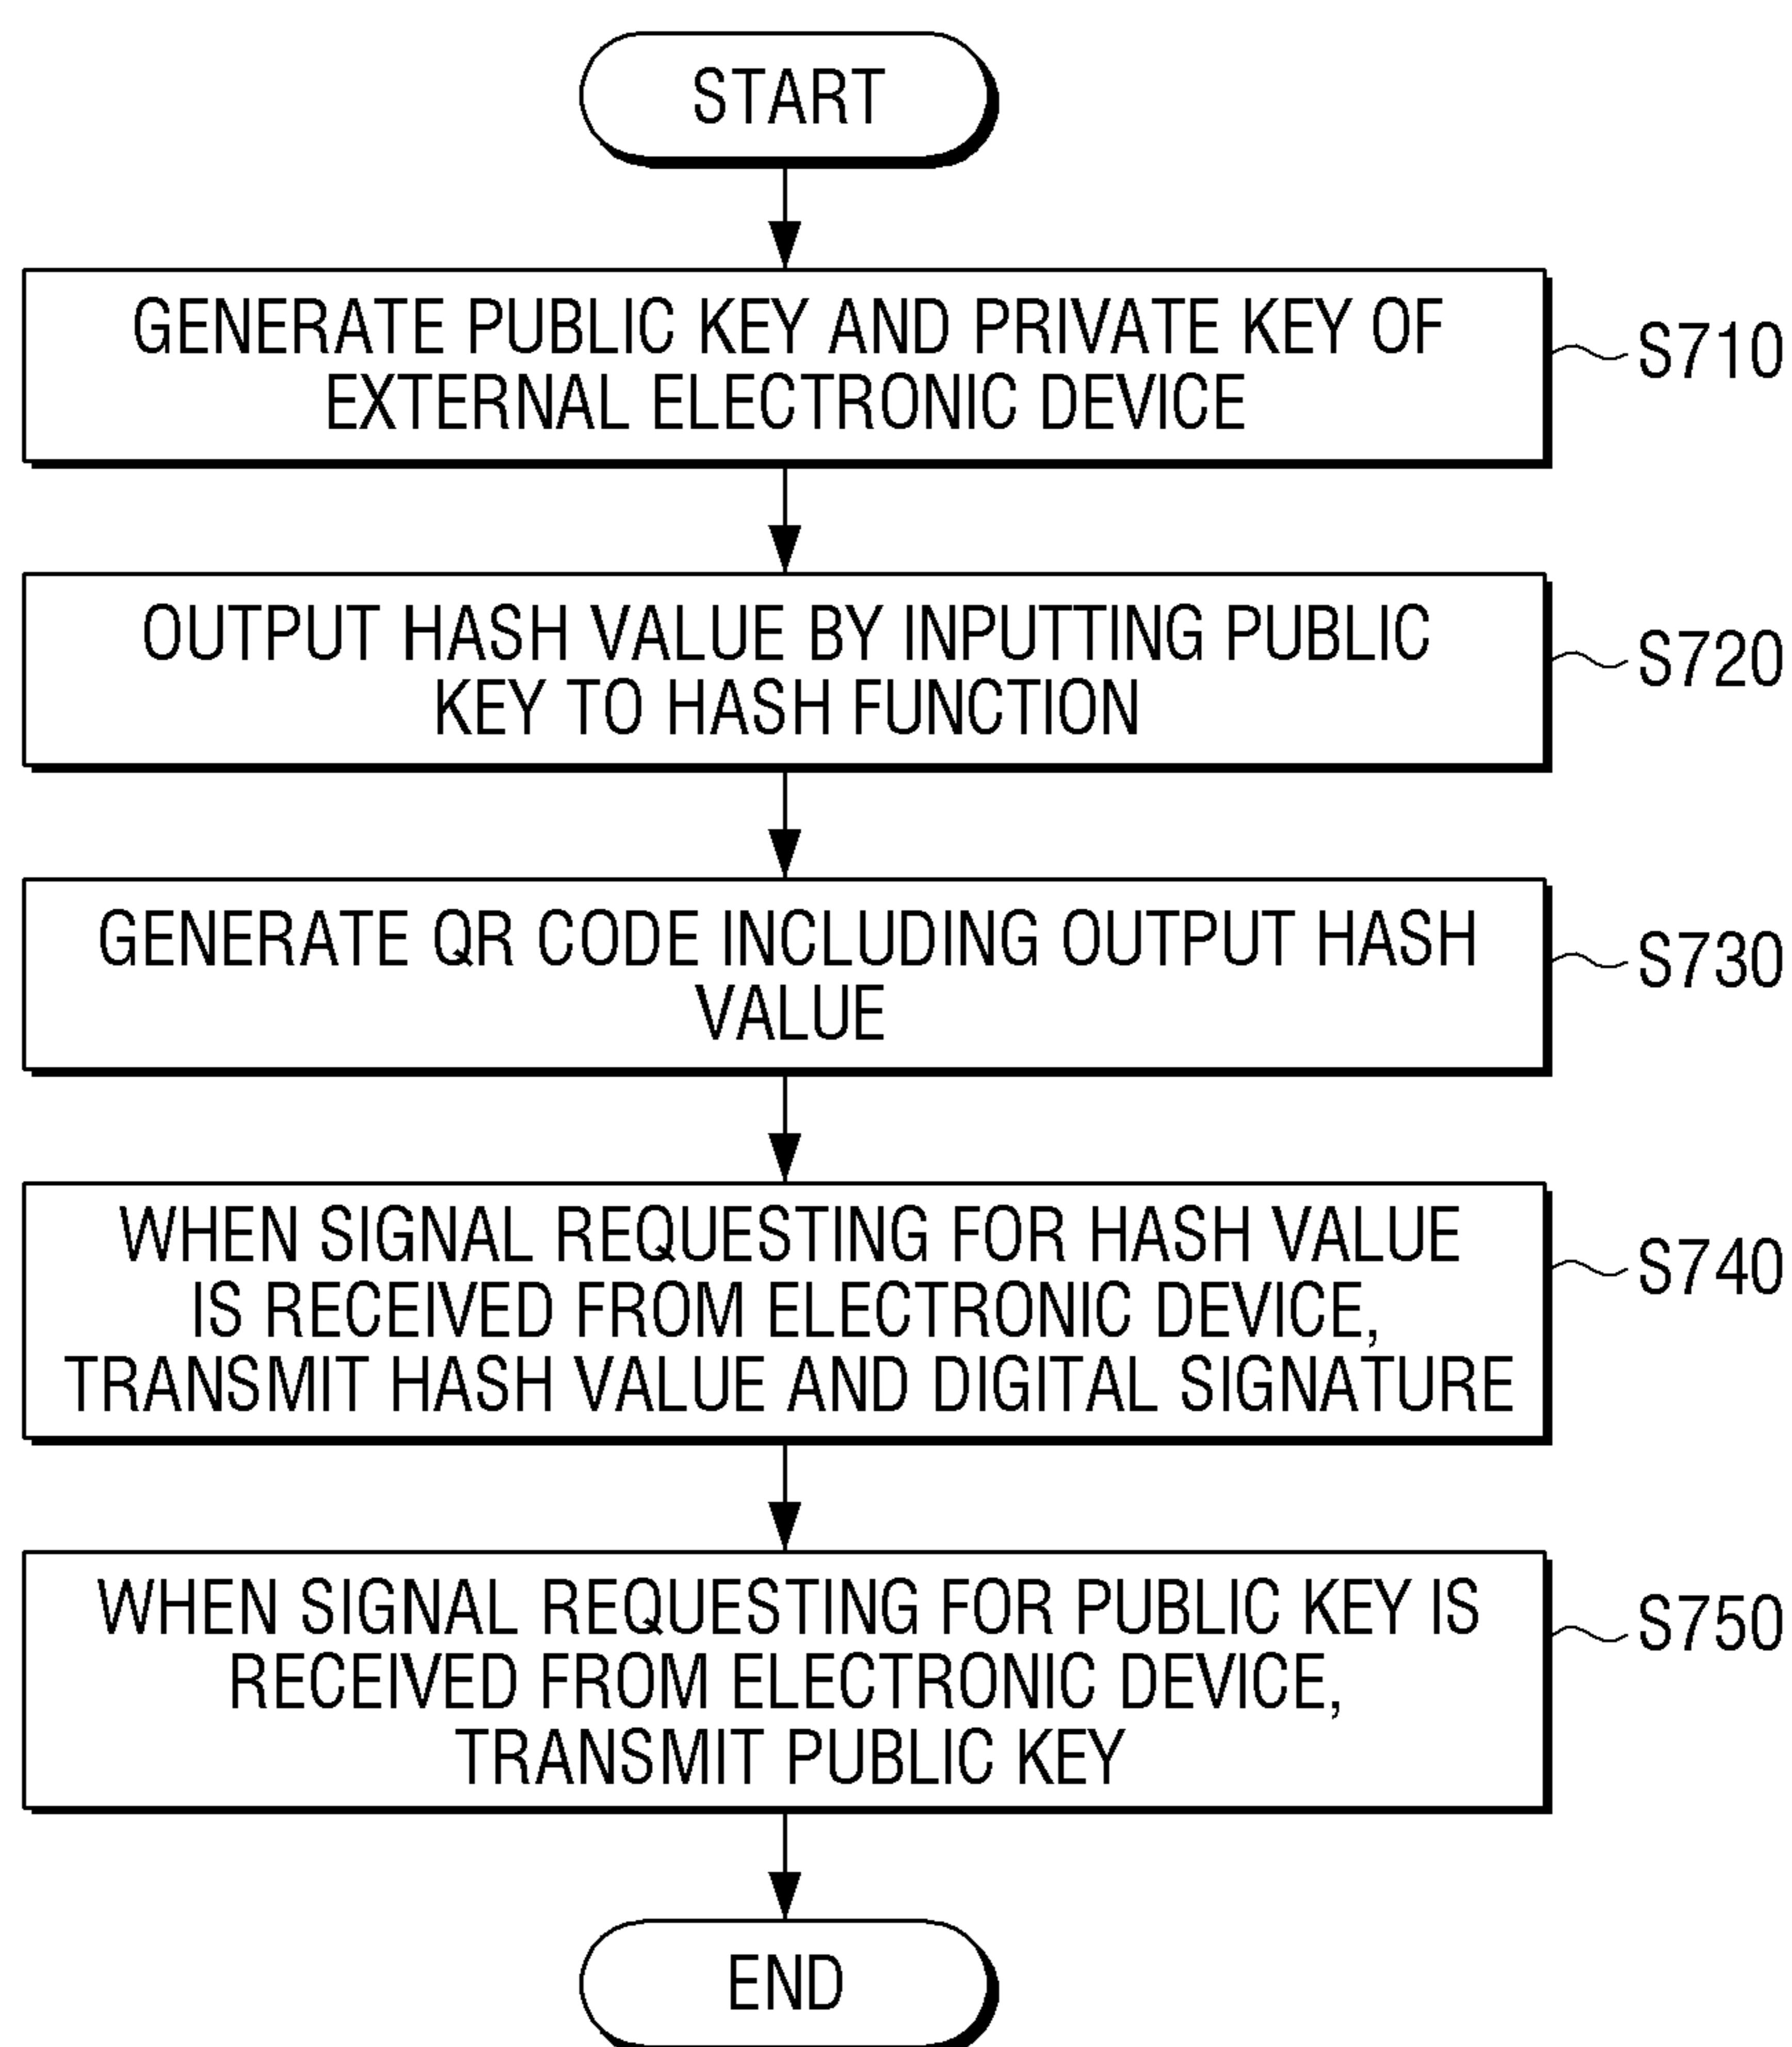 START
GENERATE PUBLIC KEY AND PRIVATE KEY OF
EXTERNAL ELECTRONIC DEVICE
S710
OUTPUT HASH VALUE BY INPUTTING PUBLIC
KEY TO HASH FUNCTION
S720
GENERATE QR CODE INCLUDING OUTPUT HASH
VALUE
S730
WHEN SIGNAL REQUESTING FOR HASH VALUE
IS RECEIVED FROM ELECTRONIC DEVICE,
TRANSMIT HASH VALUE AND DIGITAL SIGNATURE
S740
WHEN SIGNAL REQUESTING FOR PUBLIC KEY IS
RECEIVED FROM ELECTRONIC DEVICE,
TRANSMIT PUBLIC KEY
S750
END